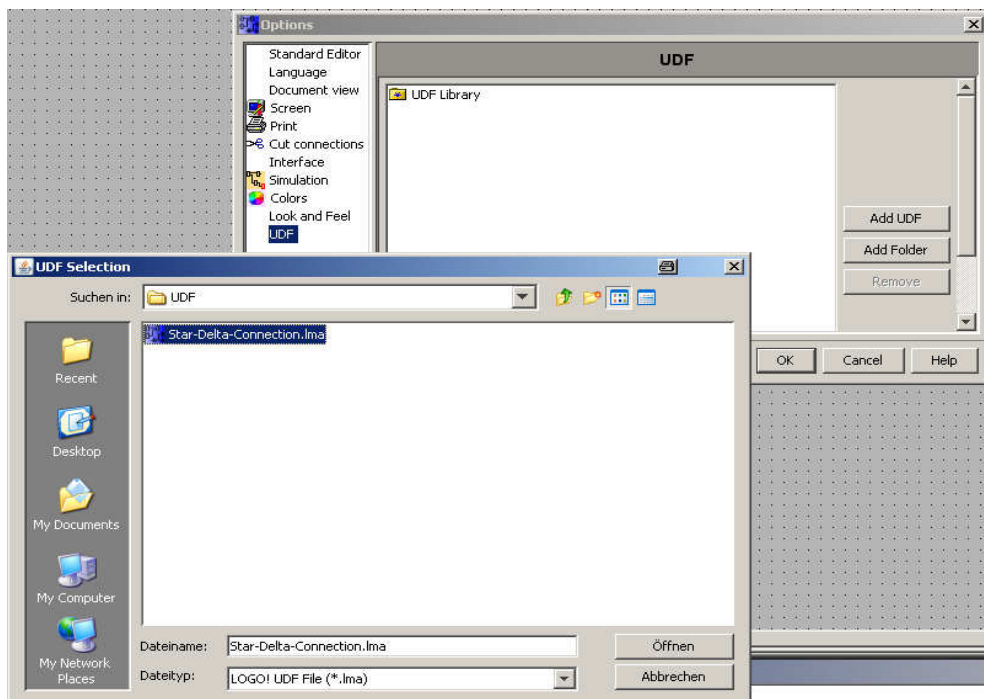 Options
Standard Editor
Language
Document view
Screen
Print
Cut connections
Interface
Simulation
Colors
Look and Feel
UDF
UDF
UDF Library
Add UDF
Add Folder
Remove
OK
Cancel
Help
UDF Selection
Suchen in:
UDF
Star-Delta-Connection.lma
Recent
Desktop
My Documents
My Computer
My Network
Places
Dateiname:
Star-Delta-Connection.lma
Öffnen
Dateityp:
LOGO! UDF File (*.lma)
Abbrechen